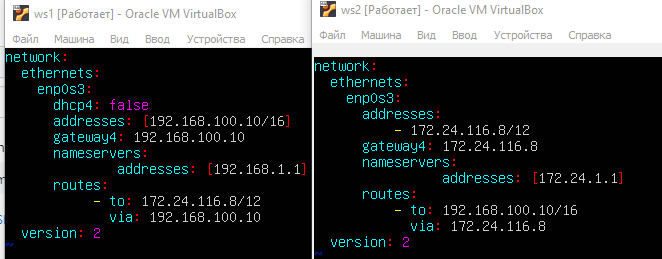 ws1 [Работает] - Oracle VM VirtualBox
Файл Машина Вид Ввод Устройства Справка
network:
ethernets:
enp0s3:
dhcp4: false
addresses: [192.168.100.10/16]
gateway4: 192.168.100.10
nameservers:
addresses: [192.168.1.1]
routes:
- to: 172.24.116.8/12
via: 192.168.100.10
version: 2
~
ws2 [Работает] - Oracle VM VirtualBox
Файл Машина Вид Ввод Устройства Справка
network:
ethernets:
enp0s3:
addresses:
- 172.24.116.8/12
gateway4: 172.24.116.8
nameservers:
addresses: [172.24.1.1]
routes:
- to: 192.168.100.10/16
via: 172.24.116.8
version: 2
~